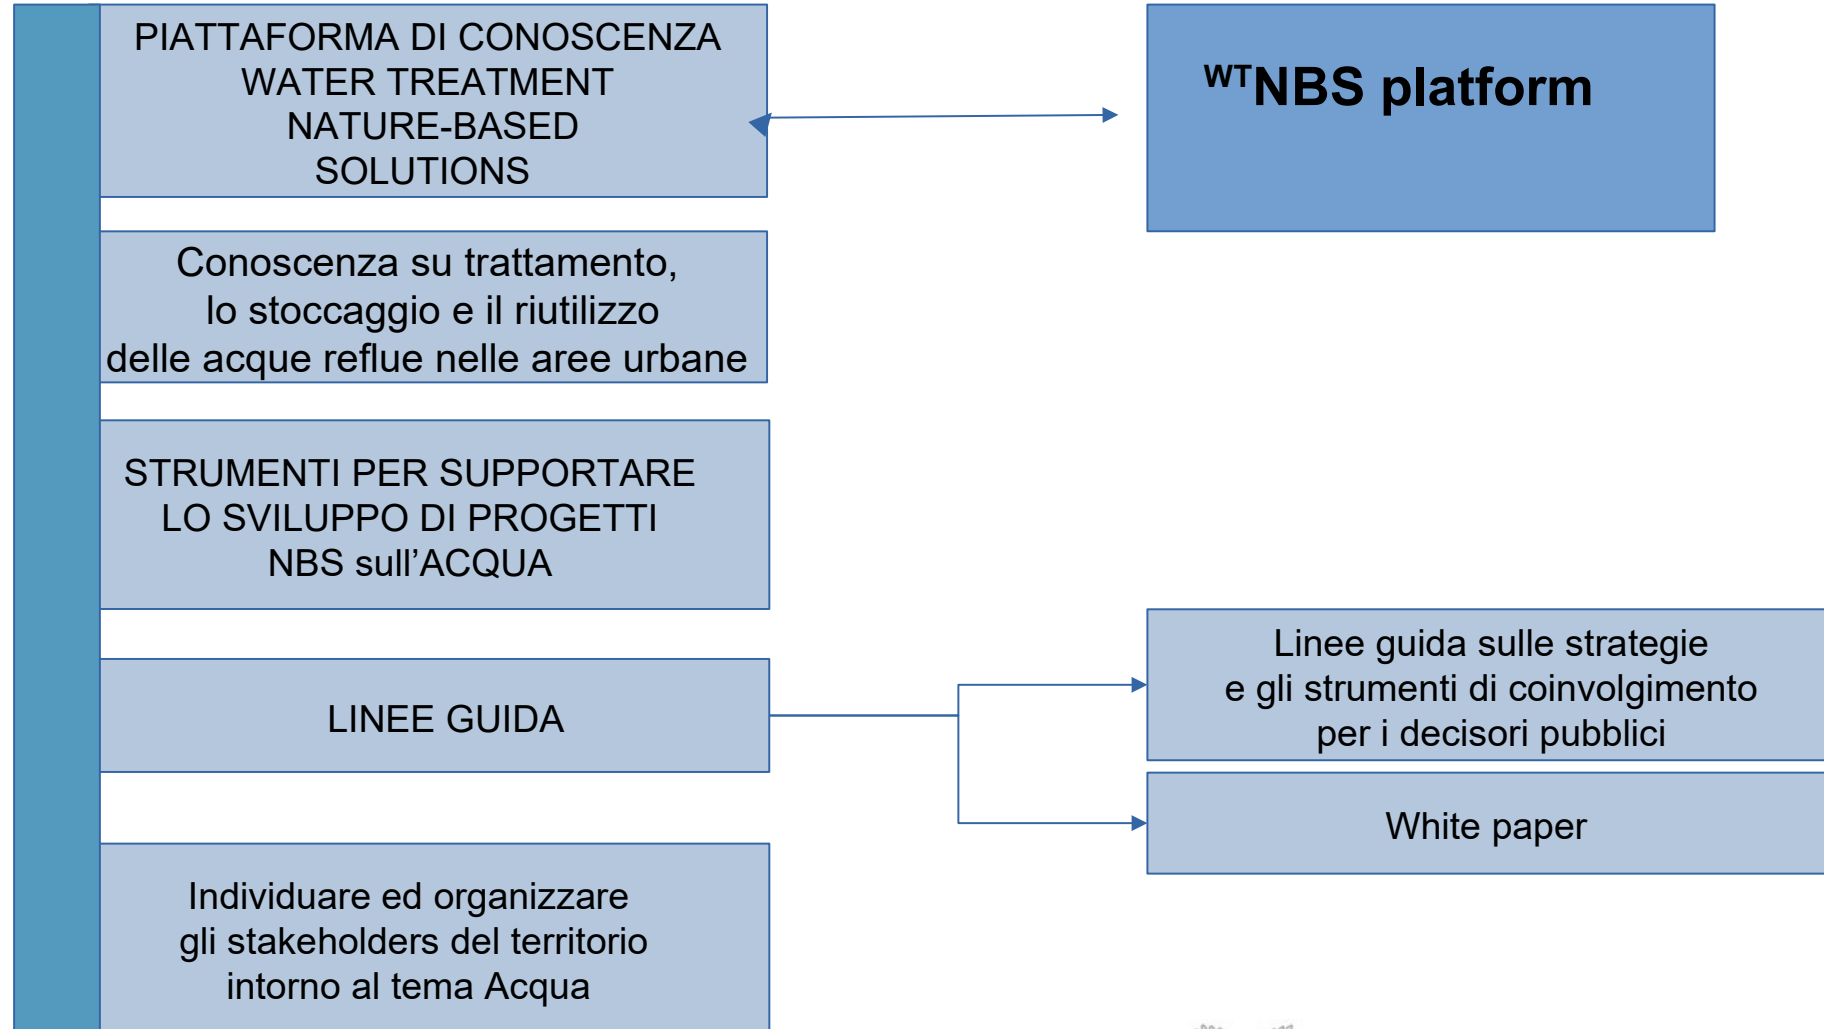 PIATTAFORMA DI CONOSCENZA
WATER TREATMENT
NATURE-BASED
SOLUTIONS
WTNBS platform
Conoscenza su trattamento,
lo stoccaggio e il riutilizzo
delle acque reflue nelle aree urbane
STRUMENTI PER SUPPORTARE
LO SVILUPPO DI PROGETTI
NBS sull’ACQUA
LINEE GUIDA
Linee guida sulle strategie
e gli strumenti di coinvolgimento
per i decisori pubblici
White paper
Individuare ed organizzare
gli stakeholders del territorio
intorno al tema Acqua